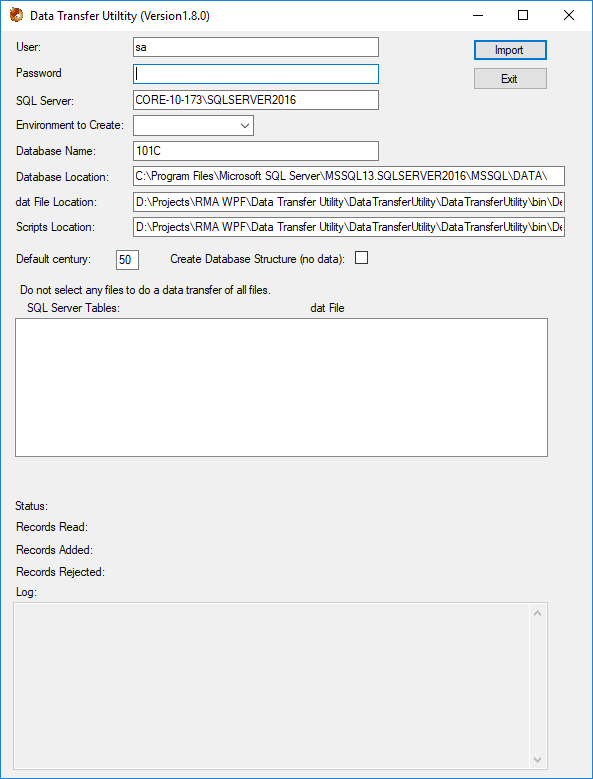 Data Transfer Utiltity (Version1.8.0)
User: sa Import
Password Exit
SQL Server: CORE-10-173\SQLSERVER2016
Environment to Create:
Database Name: 101C
Database Location: C:\Program Files\Microsoft SQL Server\MSSQL13.SQLSERVER2016\MSSQL\DATA\
dat File Location: D:\Projects\RMA WPF\Data Transfer Utility\DataTransferUtility\DataTransferUtility\bin\De
Scripts Location: D:\Projects\RMA WPF\Data Transfer Utility\DataTransferUtility\DataTransferUtility\bin\De
Default century: 50 Create Database Structure (no data):
Do not select any files to do a data transfer of all files.
SQL Server Tables: dat File
Status:
Records Read:
Records Added:
Records Rejected:
Log: